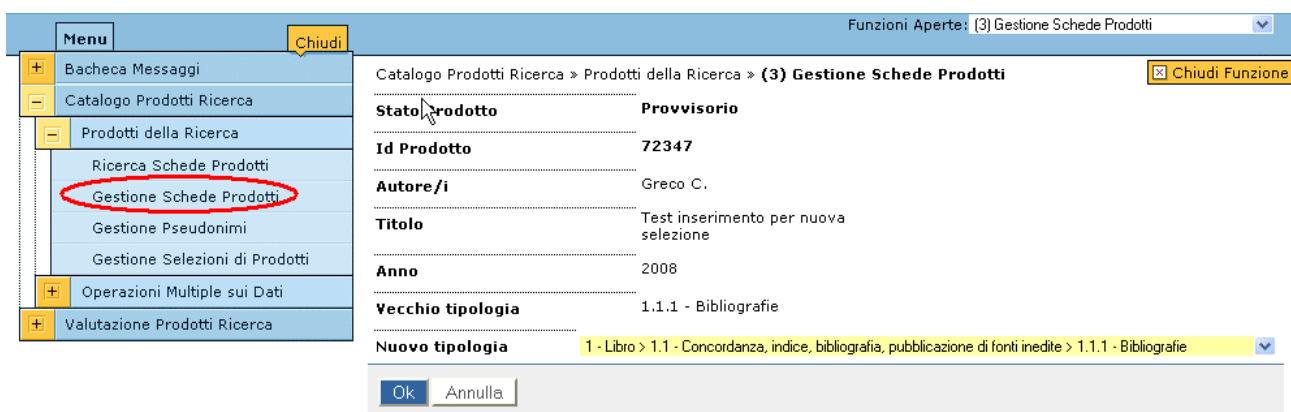 Menu
Chiudi
Funzioni Aperte: (3) Gestione Schede Prodotti
Bacheca Messaggi
Catalogo Prodotti Ricerca
Prodotti della Ricerca
Ricerca Schede Prodotti
Gestione Schede Prodotti
Gestione Pseudonimi
Gestione Selezioni di Prodotti
Operazioni Multiple sui Dati
Valutazione Prodotti Ricerca
Catalogo Prodotti Ricerca » Prodotti della Ricerca » (3) Gestione Schede Prodotti
Chiudi Funzione
Stato Prodotto Provvisorio
Id Prodotto 72347
Autore/i Greco C.
Titolo Test inserimento per nuova
selezione
Anno 2008
Vecchio tipologia 1.1.1 - Bibliografie
Nuovo tipologia 1 - Libro > 1.1 - Concordanza, indice, bibliografia, pubblicazione di fonti inedite > 1.1.1 - Bibliografie
Ok Annulla